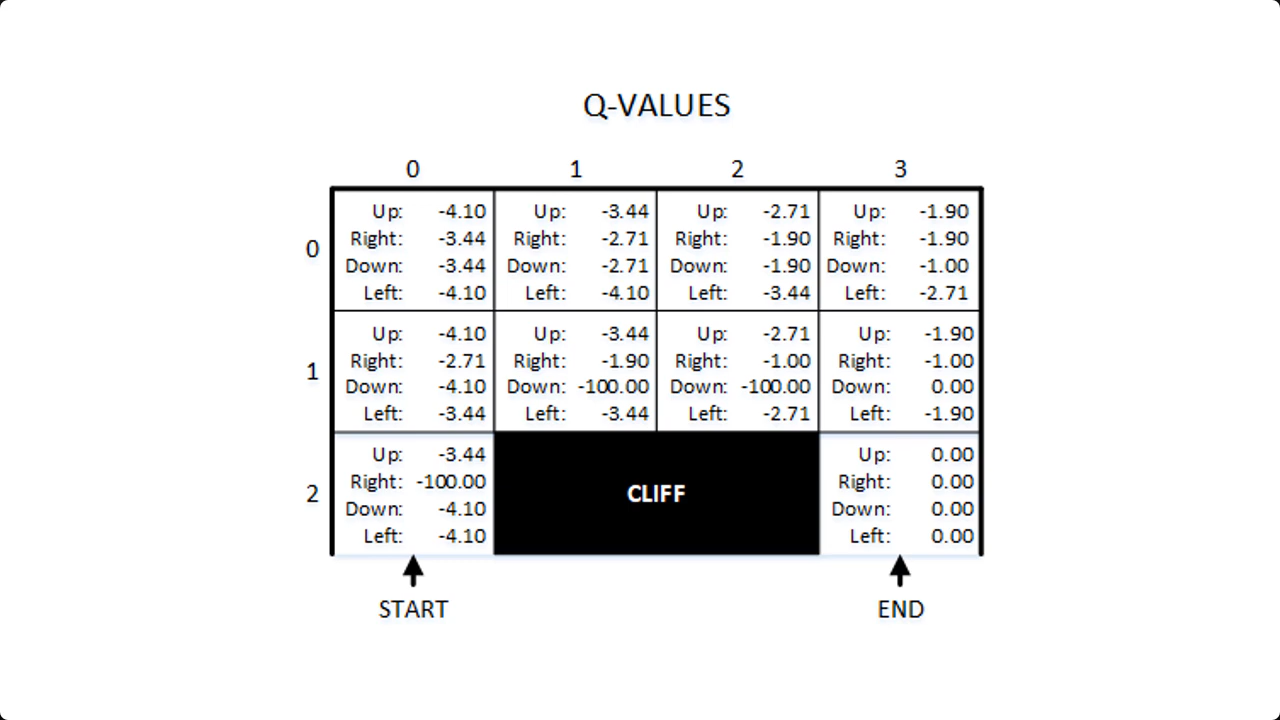 Q-VALUES
0 1 2 3
0
Up: -4.10 Up: -3.44 Up: -2.71 Up: -1.90
Right: -3.44 Right: -2.71 Right: -1.90 Right: -1.90
Down: -3.44 Down: -2.71 Down: -1.90 Down: -1.00
Left: -4.10 Left: -4.10 Left: -3.44 Left: -2.71
1
Up: -4.10 Up: -3.44 Up: -2.71 Up: -1.90
Right: -2.71 Right: -1.90 Right: -1.00 Right: -1.00
Down: -4.10 Down: -100.00 Down: -100.00 Down: 0.00
Left: -3.44 Left: -3.44 Left: -2.71 Left: -1.90
2
Up: -3.44 Up: 0.00
Right: -100.00 Right: 0.00
CLIFF
Down: -4.10 Down: 0.00
Left: -4.10 Left: 0.00
START END